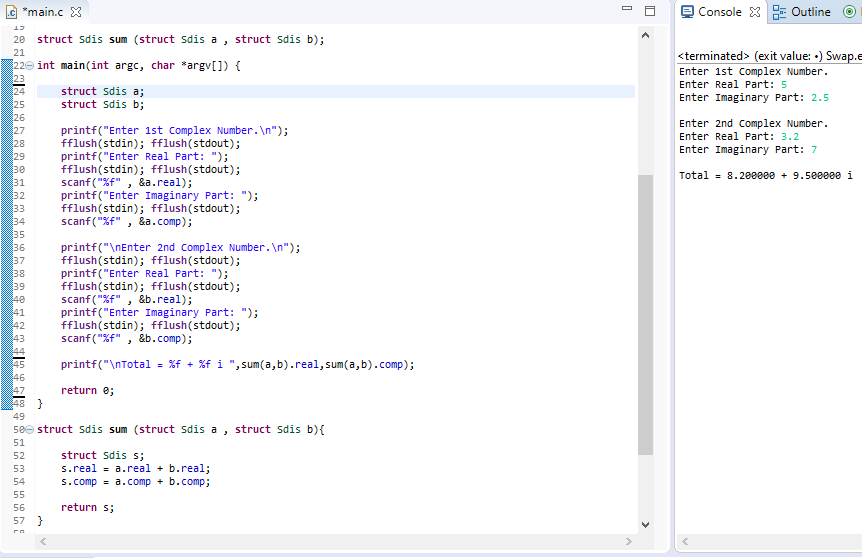 *main.c
19
20 struct Sdis sum (struct Sdis a , struct Sdis b);
21
22 int main(int argc, char *argv[]) {
23
24 struct Sdis a;
25 struct Sdis b;
26
27 printf("Enter 1st Complex Number.\n");
28 fflush(stdin); fflush(stdout);
29 printf("Enter Real Part: ");
30 fflush(stdin); fflush(stdout);
31 scanf("%f" , &a.real);
32 printf("Enter Imaginary Part: ");
33 fflush(stdin); fflush(stdout);
34 scanf("%f" , &a.comp);
35
36 printf("\nEnter 2nd Complex Number.\n");
37 fflush(stdin); fflush(stdout);
38 printf("Enter Real Part: ");
39 fflush(stdin); fflush(stdout);
40 scanf("%f" , &b.real);
41 printf("Enter Imaginary Part: ");
42 fflush(stdin); fflush(stdout);
43 scanf("%f" , &b.comp);
44
45 printf("\nTotal = %f + %f i ",sum(a,b).real,sum(a,b).comp);
46
47 return 0;
48 }
49
50 struct Sdis sum (struct Sdis a , struct Sdis b){
51
52 struct Sdis s;
53 s.real = a.real + b.real;
54 s.comp = a.comp + b.comp;
55
56 return s;
57 }
Console Outline
<terminated> (exit value: •) Swap.e
Enter 1st Complex Number.
Enter Real Part: 5
Enter Imaginary Part: 2.5
Enter 2nd Complex Number.
Enter Real Part: 3.2
Enter Imaginary Part: 7
Total = 8.200000 + 9.500000 i